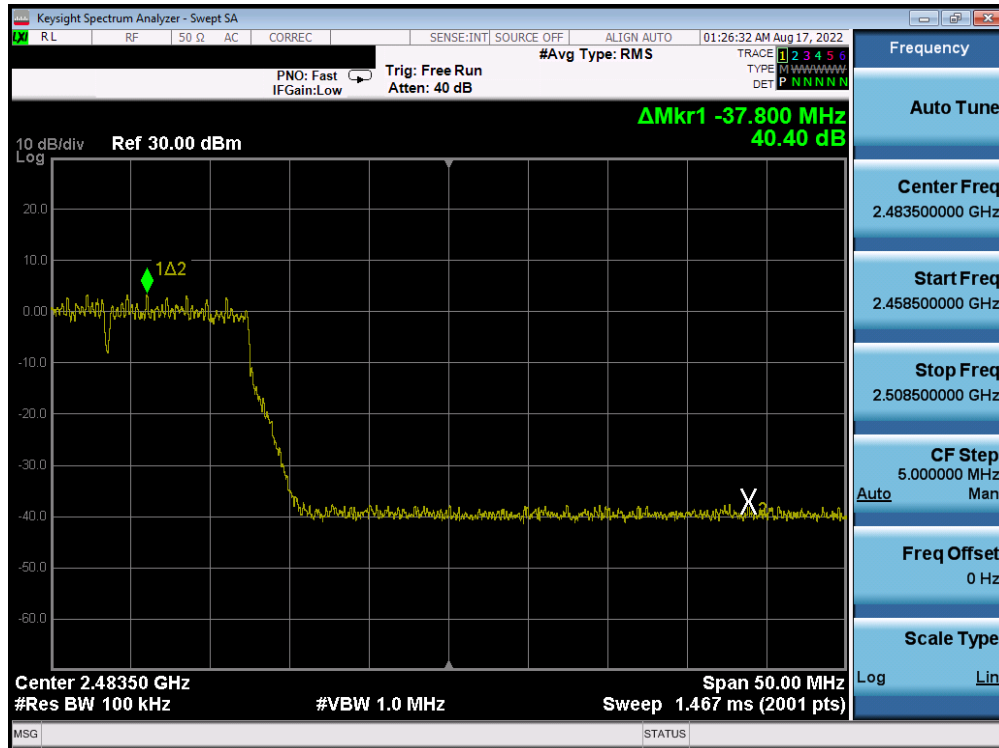 Keysight Spectrum Analyzer - Swept SA
LXI RL RF 50 Ω AC CORREC SENSE:INT SOURCE OFF ALIGN AUTO 01:26:32 AM Aug 17, 2022
#Avg Type: RMS
TRACE 1 2 3 4 5 6
PNO: Fast Trig: Free Run
TYPE M WWWWW
IFGain:Low Atten: 40 dB
DET P N N N N N
ΔMkr1 -37.800 MHz
40.40 dB
10 dB/div Ref 30.00 dBm
Log
20.0
10.0
1Δ2
0.00
-10.0
-20.0
-30.0
-40.0
X2
-50.0
-60.0
Center 2.48350 GHz
Span 50.00 MHz
#Res BW 100 kHz
#VBW 1.0 MHz
Sweep 1.467 ms (2001 pts)
MSG STATUS
Frequency
Auto Tune
Center Freq
2.483500000 GHz
Start Freq
2.458500000 GHz
Stop Freq
2.508500000 GHz
CF Step
5.000000 MHz
Auto Man
Freq Offset
0 Hz
Scale Type
Log Lin